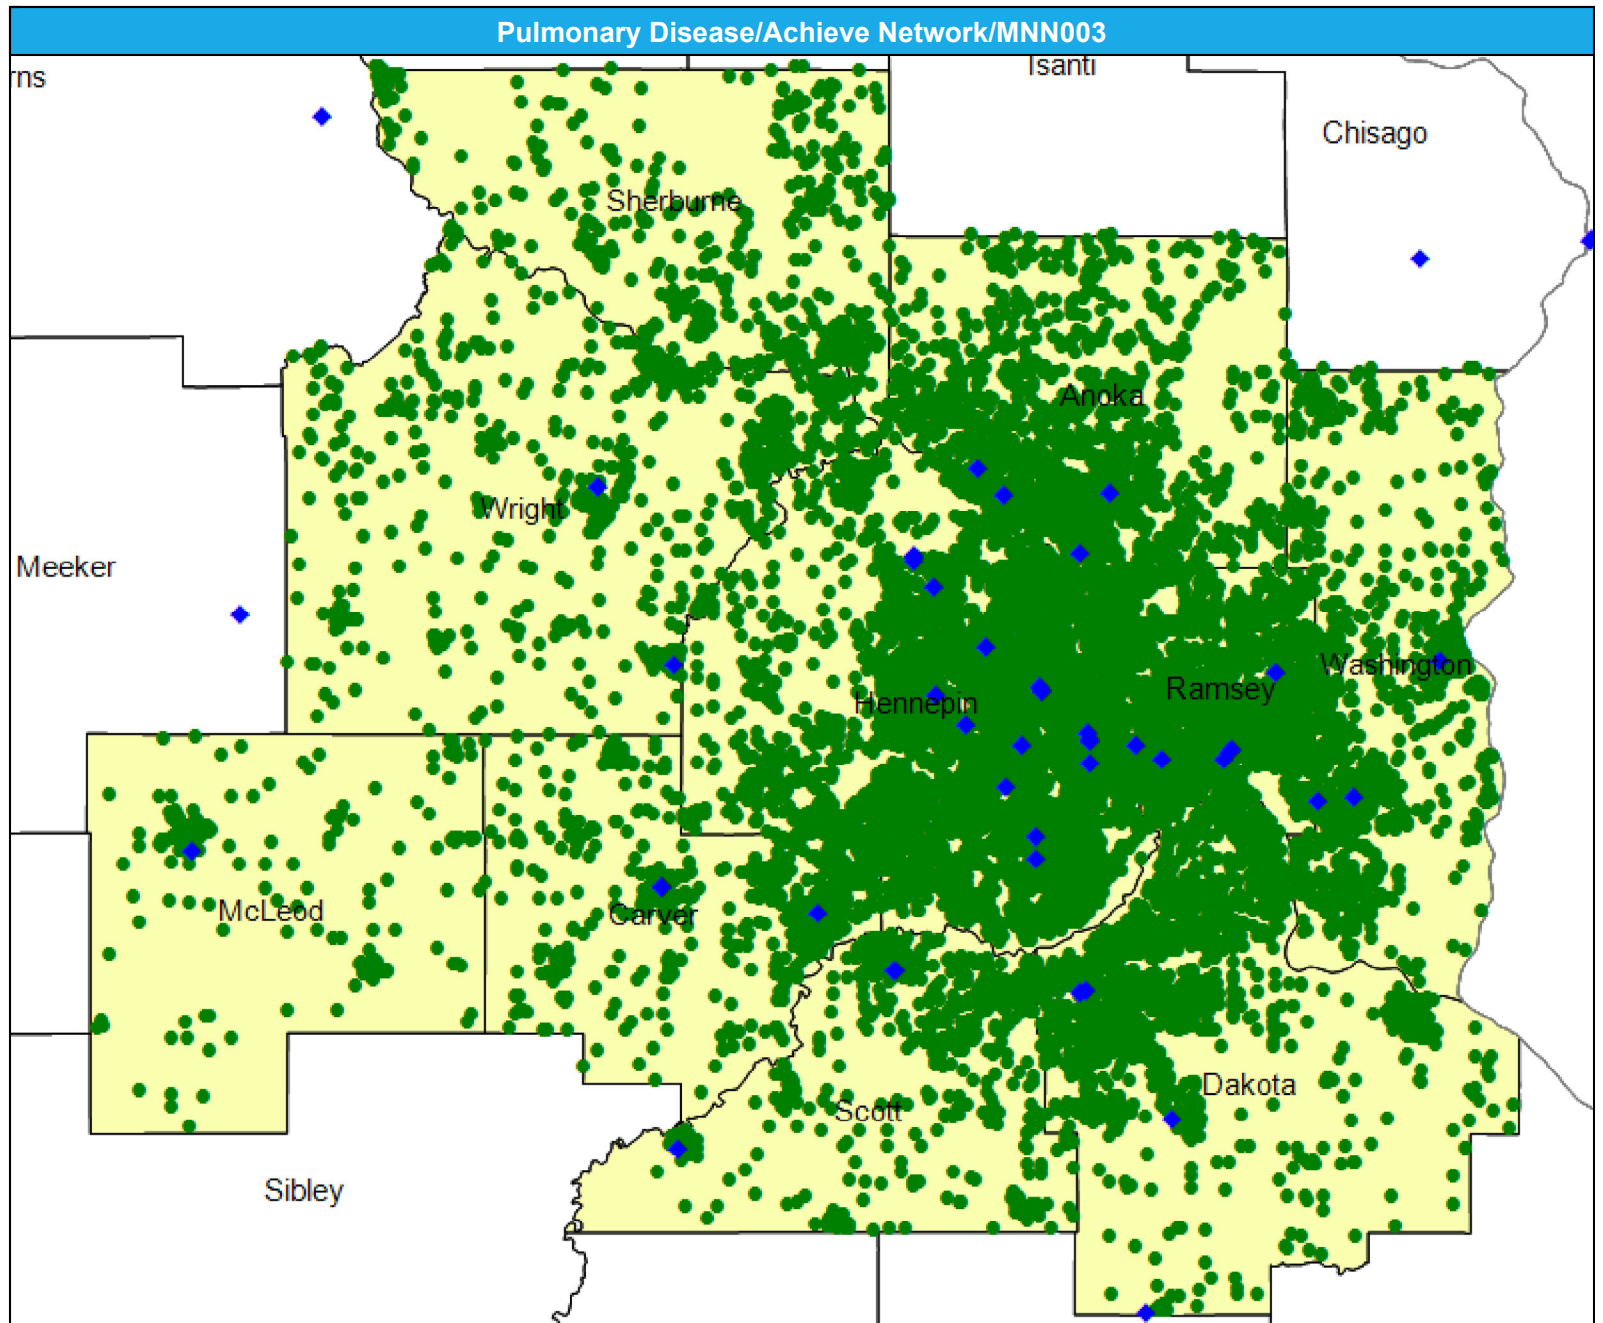 Pulmonary Disease/Achieve Network/MNN003
rns
Isanti
Chisago
Sherburne
Anoka
Wright
Meeker
Washington
Ramsey
Hennepin
McLeod
Carver
Dakota
Scott
Sibley